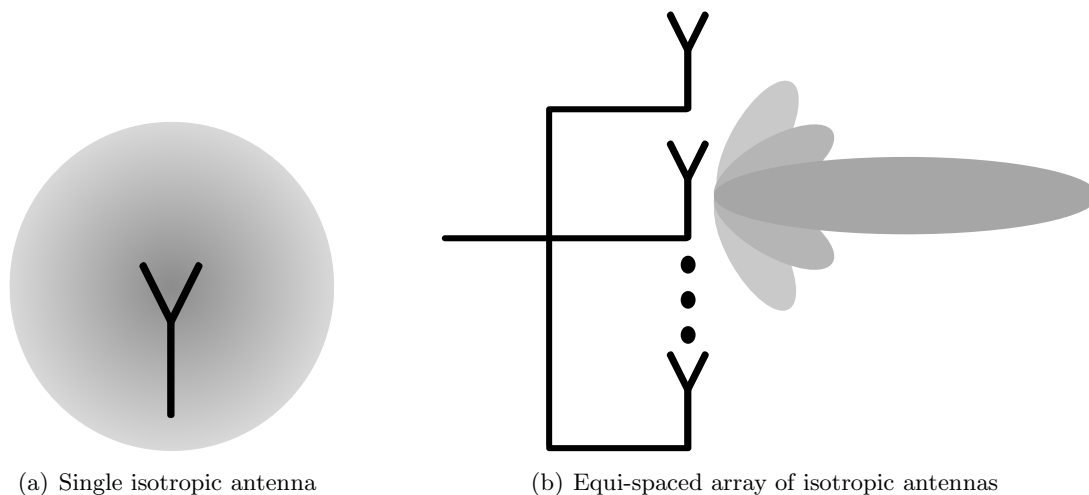 (a) Single isotropic antenna
(b) Equi-spaced array of isotropic antennas